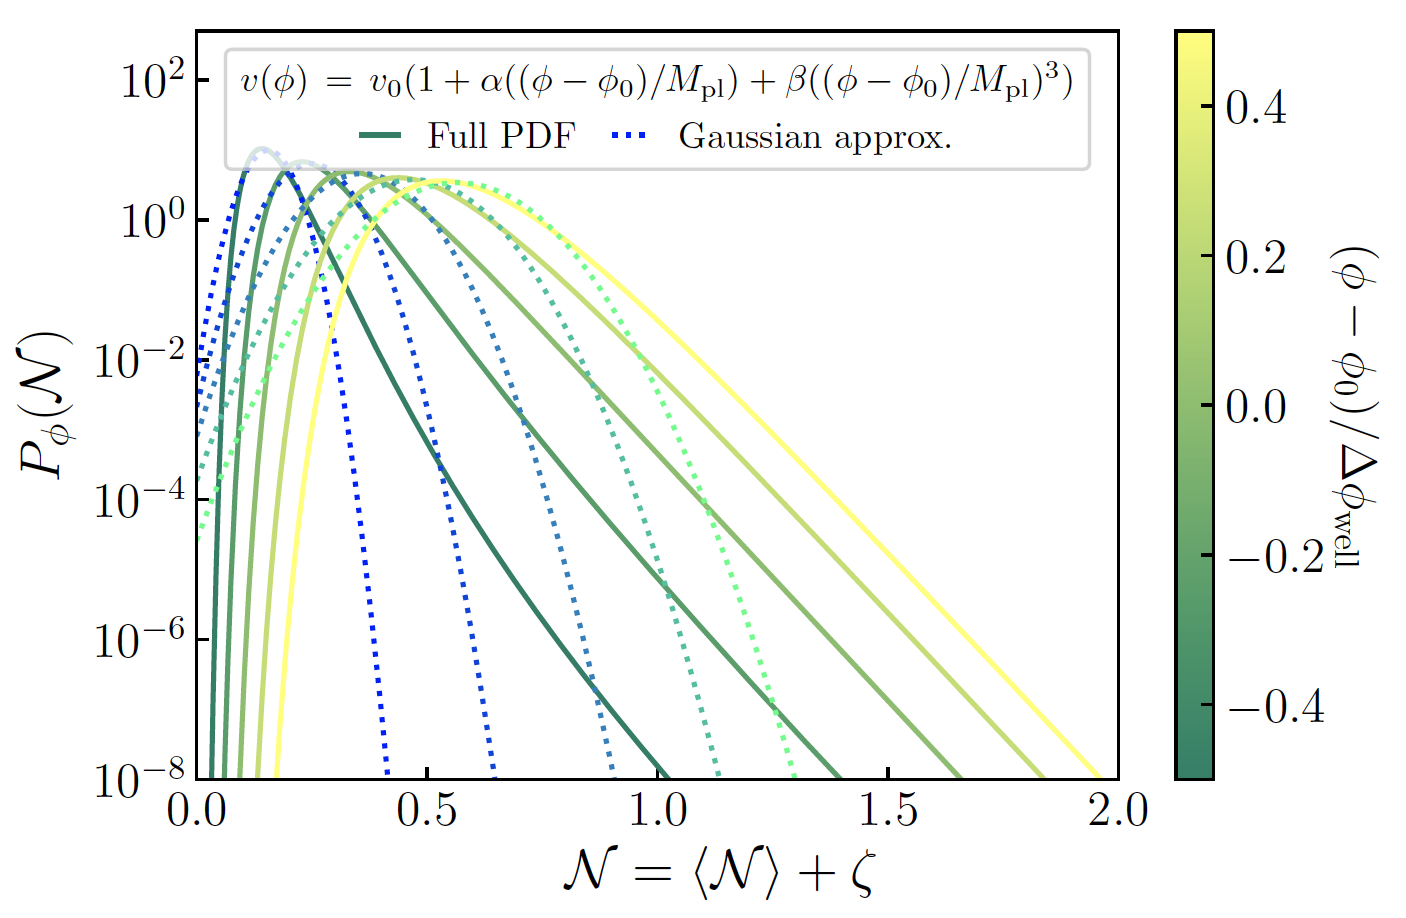 v(ϕ) = v₀(1 + α((ϕ − ϕ₀)/Mₚₗ) + β((ϕ − ϕ₀)/Mₚₗ)³)
Full PDF
Gaussian approx.
10²
10⁰
10⁻²
10⁻⁴
10⁻⁶
10⁻⁸
P_ϕ(𝒩)
0.0
0.5
1.0
1.5
2.0
𝒩 = ⟨𝒩⟩ + ζ
0.4
0.2
0.0
−0.2
−0.4
(ϕ − ϕ₀)/Δϕ_well